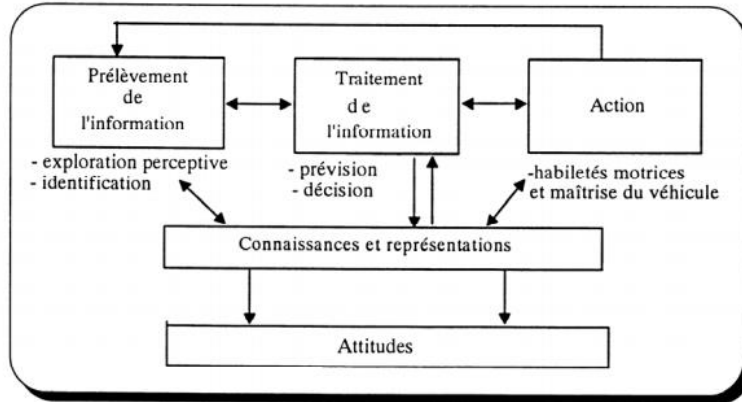 Prélèvement
de
l'information
Traitement
de
l'information
Action
- exploration perceptive
- identification
- prévision
- décision
-habiletés motrices
et maîtrise du véhicule
Connaissances et représentations
Attitudes